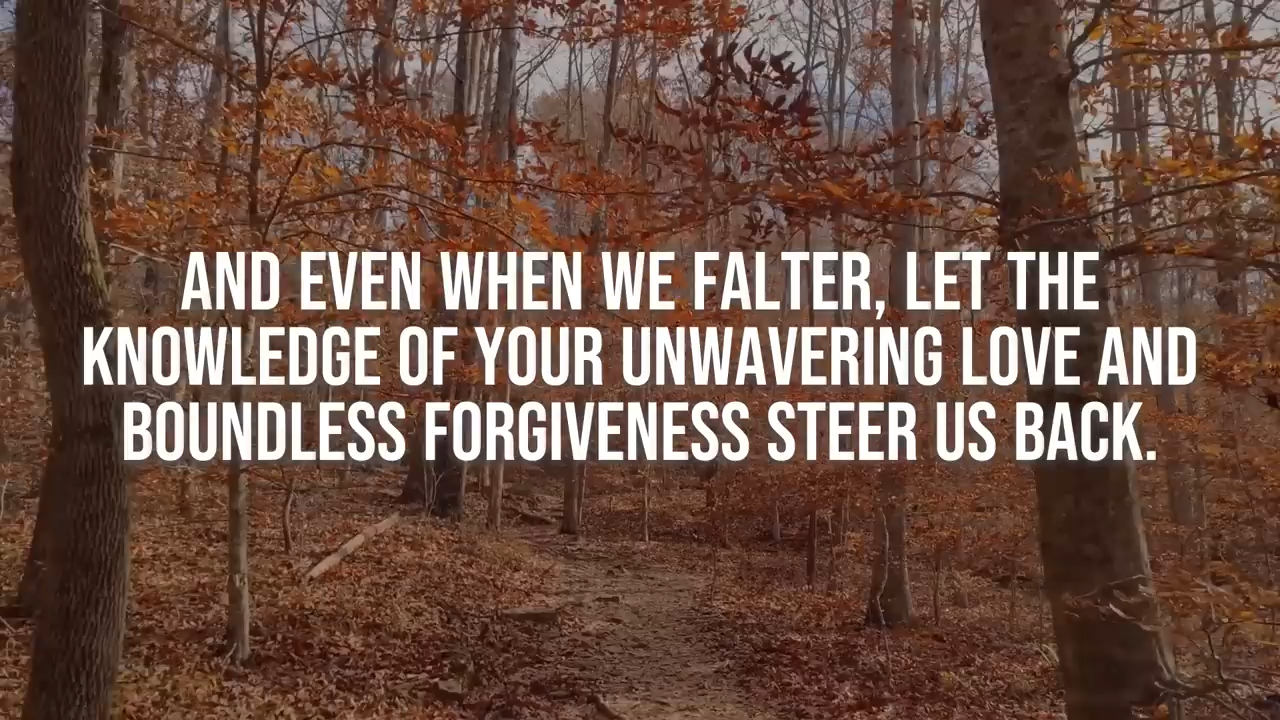 AND EVEN WHEN WE FALTER, LET THE
KNOWLEDGE OF YOUR UNWAVERING LOVE AND
BOUNDLESS FORGIVENESS STEER US BACK.